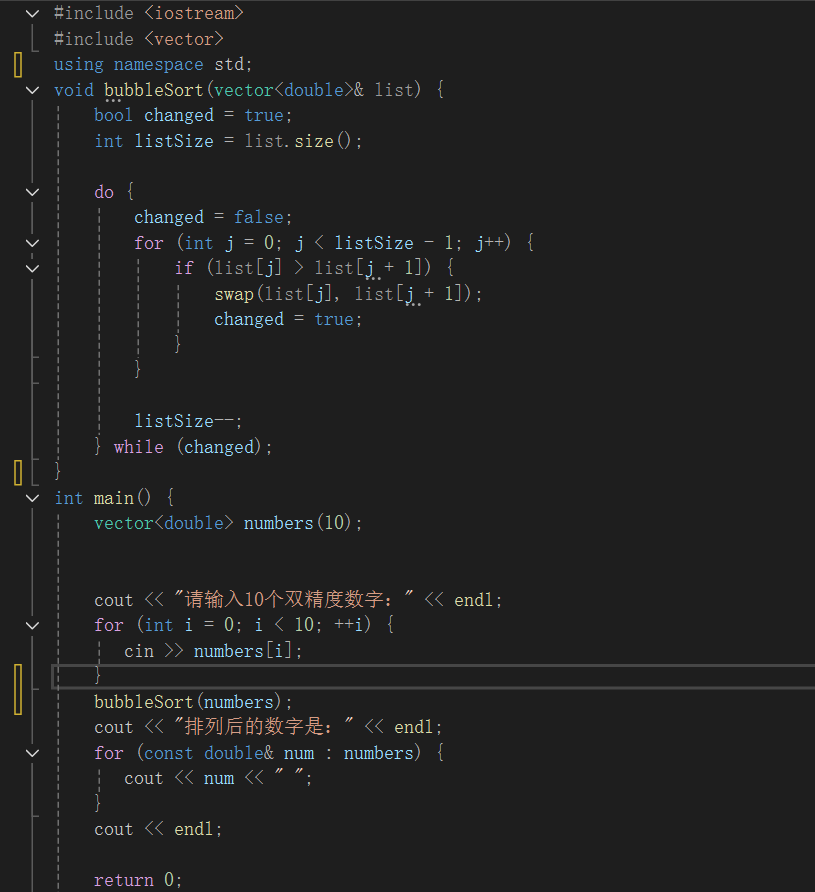 #include <iostream>
#include <vector>
using namespace std;
void bubbleSort(vector<double>& list) {
    bool changed = true;
    int listSize = list.size();

    do {
        changed = false;
        for (int j = 0; j < listSize - 1; j++) {
            if (list[j] > list[j + 1]) {
                swap(list[j], list[j + 1]);
                changed = true;
            }
        }

        listSize--;
    } while (changed);
}
int main() {
    vector<double> numbers(10);


    cout << "请输入10个双精度数字：" << endl;
    for (int i = 0; i < 10; ++i) {
       cin >> numbers[i];
    }
    bubbleSort(numbers);
    cout << "排列后的数字是：" << endl;
    for (const double& num : numbers) {
       cout << num << " ";
    }
    cout << endl;

    return 0;